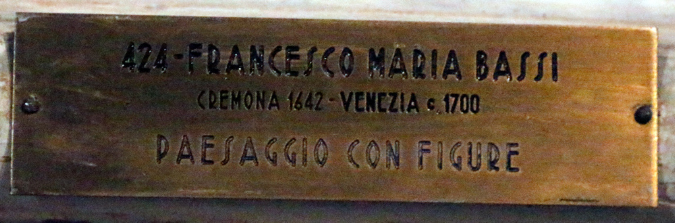 424-FRANCESCO MARIA BASSI
CREMONA 1642-VENEZIA c.1700
PAESAGGIO CON FIGURE